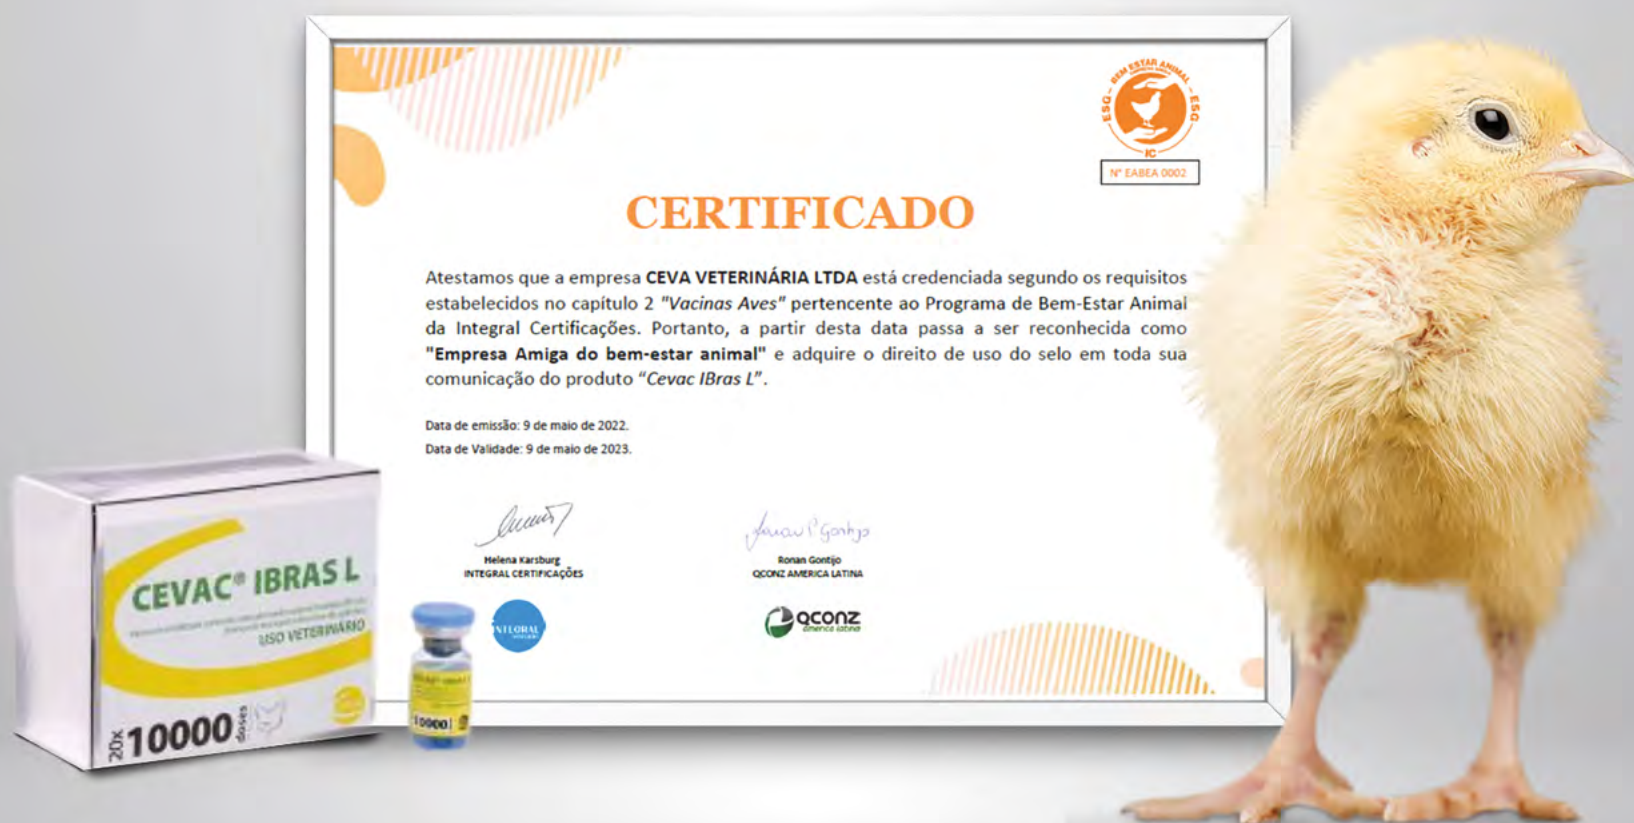 ESG - BEM ESTAR ANIMAL - ESG
IC
N° EABEA 0002
CERTIFICADO
Atestamos que a empresa CEVA VETERINÁRIA LTDA está credenciada segundo os requisitos
estabelecidos no capítulo 2 "Vacinas Aves" pertencente ao Programa de Bem-Estar Animal
da Integral Certificações. Portanto, a partir desta data passa a ser reconhecida como
"Empresa Amiga do bem-estar animal" e adquire o direito de uso do selo em toda sua
comunicação do produto “Cevac IBras L”.
Data de emissão: 9 de maio de 2022.
Data de Validade: 9 de maio de 2023.
Helena Karsburg
INTEGRAL CERTIFICAÇÕES
Ronan Gontijo
QCONZ AMERICA LATINA
INTEGRAL
QCONZ
America latina
CEVAC® IBRAS L
USO VETERINÁRIO
20x 10000 doses
10000